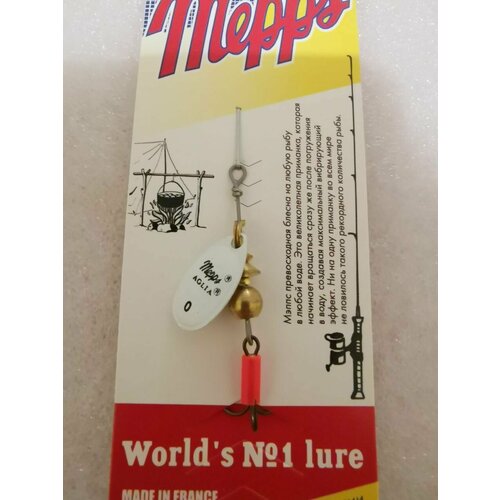 Mepps
Мэппс превосходная блесна на любую рыбу
в любой воде. Это великолепная приманка, которая
начинает вращаться сразу же после погружения
в воду, создавая максимальный вибрирующий
эффект. Ни на одну приманку во всем мире
не ловилось такого рекордного количества рыбы.
Mepps®
AGLIA®
0
World's №1 lure
MADE IN FRANCE